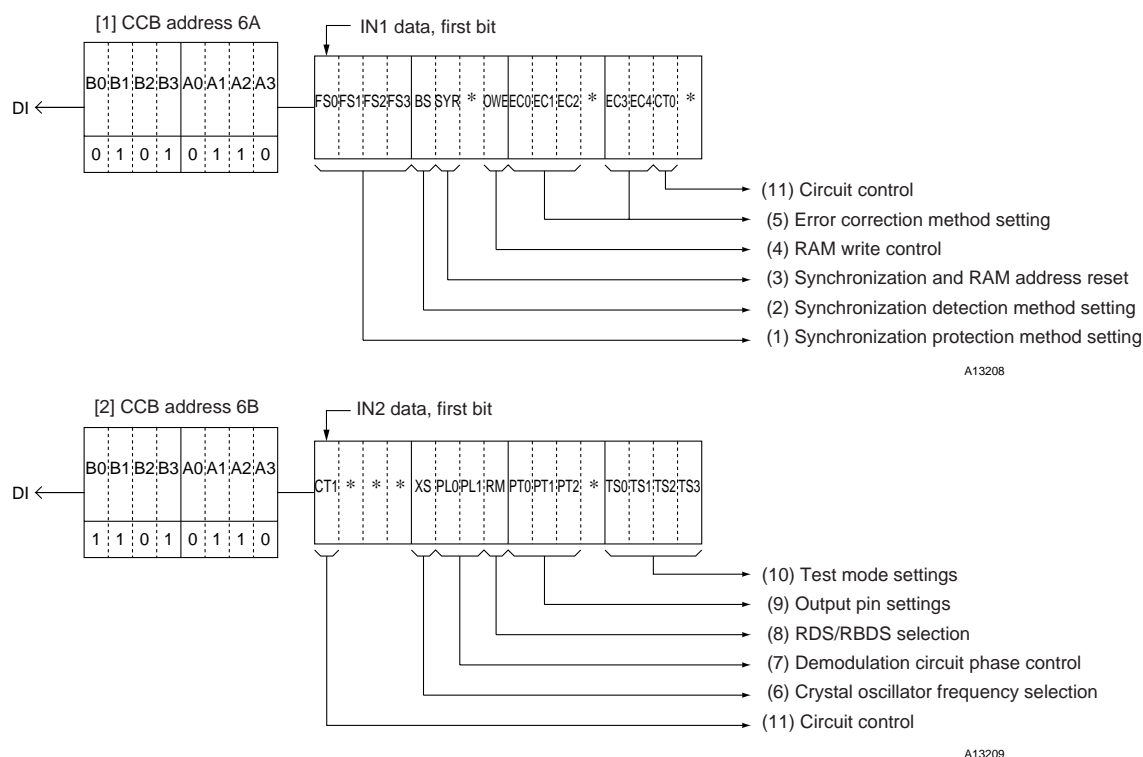 [1] CCB address 6A
IN1 data, first bit
DI
B0 B1 B2 B3 A0 A1 A2 A3
0 1 0 1 0 1 1 0
FS0 FS1 FS2 FS3 BS SYR * OWE EC0 EC1 EC2 * EC3 EC4 CT0 *
(11) Circuit control
(5) Error correction method setting
(4) RAM write control
(3) Synchronization and RAM address reset
(2) Synchronization detection method setting
(1) Synchronization protection method setting
A13208
[2] CCB address 6B
IN2 data, first bit
DI
B0 B1 B2 B3 A0 A1 A2 A3
1 1 0 1 0 1 1 0
CT1 * * * XS PL0 PL1 RM PT0 PT1 PT2 * TS0 TS1 TS2 TS3
(10) Test mode settings
(9) Output pin settings
(8) RDS/RBDS selection
(7) Demodulation circuit phase control
(6) Crystal oscillator frequency selection
(11) Circuit control
A13209